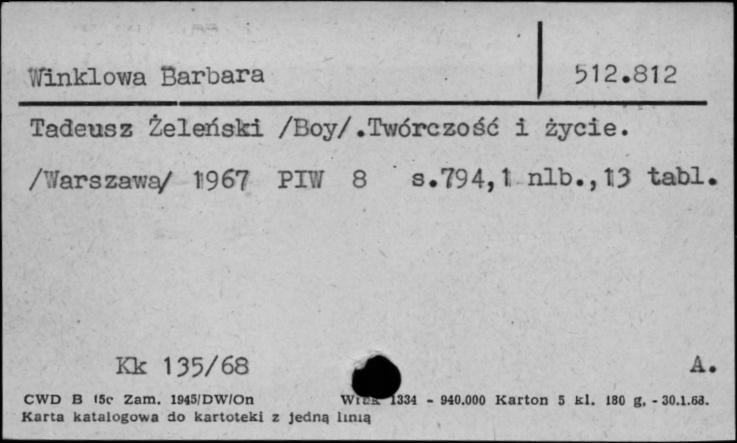 Winklowa Barbara 512.812
Tadeusz Żeleński /Boy/.Twórczość i życie.
/Warszawa/ 1967 PIW 8 s.794,1 nlb.,13 tabl.
Kk 135/68 A.
CWD B 15c Zam. 1945/DW/On 1334 - 940.000 Karton 5 kl. 180 g. - 30.1.68.
Karta katalogowa do kartoteki z jedną linią